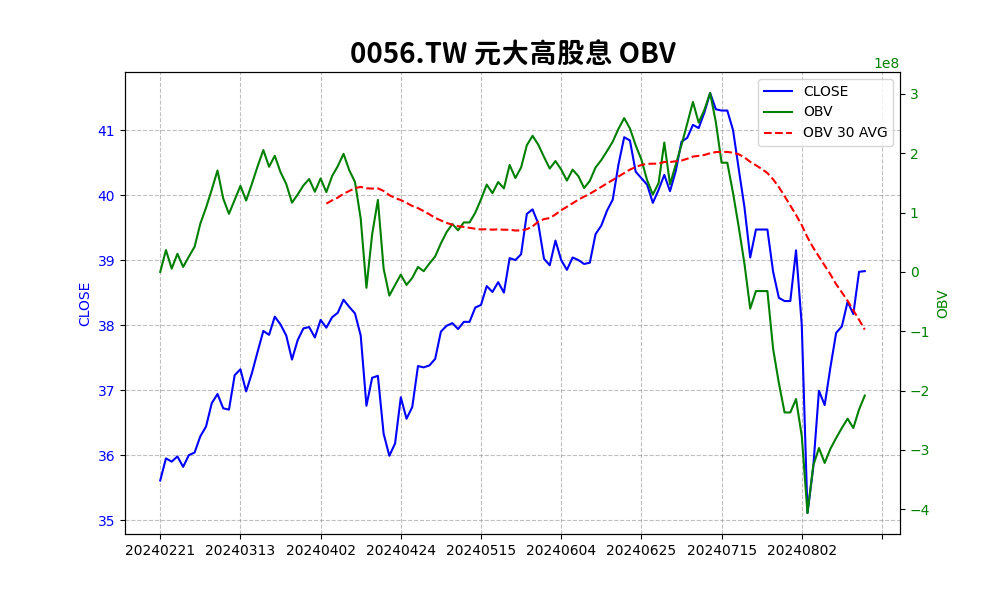 0056.TW 元大高股息 OBV
1e8
CLOSE
OBV
OBV 30 AVG
41
40
39
38
37
36
35
CLOSE
3
2
1
0
−1
−2
−3
−4
OBV
20240221 20240313 20240402 20240424 20240515 20240604 20240625 20240715 20240802